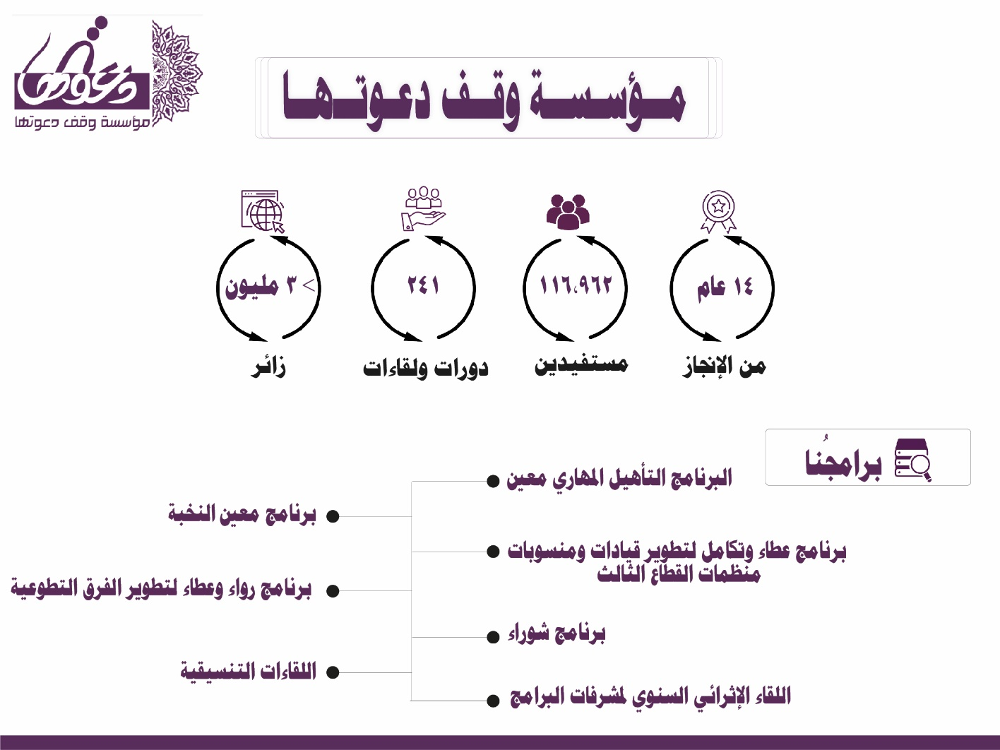 دعوتها
مؤسسة وقف دعوتها
مـؤسسـة وقـف دعـوتـهـا
١٤ عام
من الإنجاز
١١٦،٩٦٢
مستفيدين
٢٤١
دورات ولقاءات
> ٣ مليون
زائر
برامجُنا
البرنامج التأهيل المهاري معين
برنامج معين النخبة
برنامج عطاء وتكامل لتطوير قيادات ومنسوبات
منظمات القطاع الثالث
برنامج رواء وعطاء لتطوير الفرق التطوعية
برنامج شوراء
اللقاءات التنسيقية
اللقاء الإثرائي السنوي لمشرفات البرامج